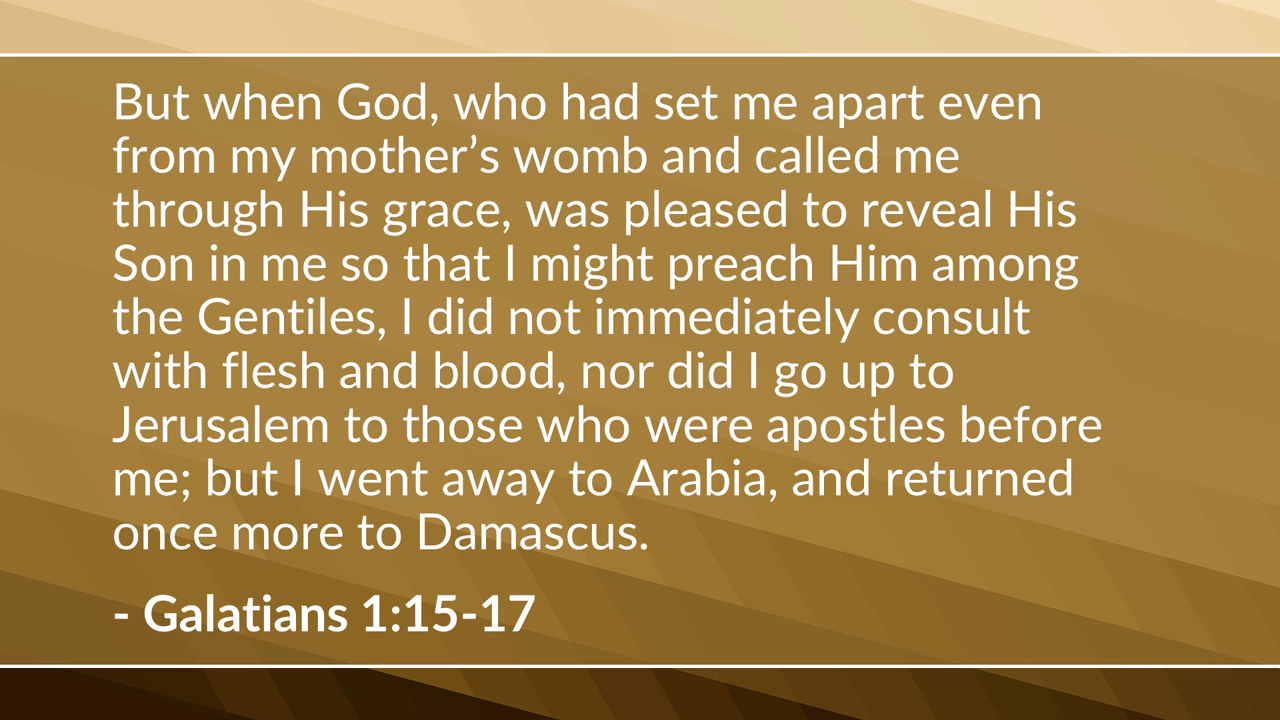 But when God, who had set me apart even
from my mother’s womb and called me
through His grace, was pleased to reveal His
Son in me so that I might preach Him among
the Gentiles, I did not immediately consult
with flesh and blood, nor did I go up to
Jerusalem to those who were apostles before
me; but I went away to Arabia, and returned
once more to Damascus.
- Galatians 1:15-17